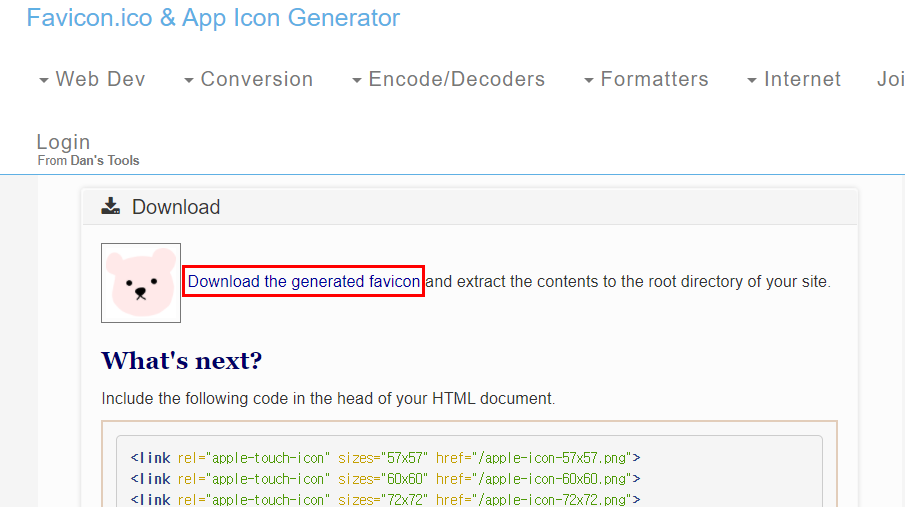 Favicon.ico & App Icon Generator
Web Dev Conversion Encode/Decoders Formatters Internet Joi
Login
From Dan's Tools
Download
Download the generated favicon and extract the contents to the root directory of your site.
What's next?
Include the following code in the head of your HTML document.
<link rel="apple-touch-icon" sizes="57x57" href="/apple-icon-57x57.png">
<link rel="apple-touch-icon" sizes="60x60" href="/apple-icon-60x60.png">
<link rel="apple-touch-icon" sizes="72x72" href="/apple-icon-72x72.png">